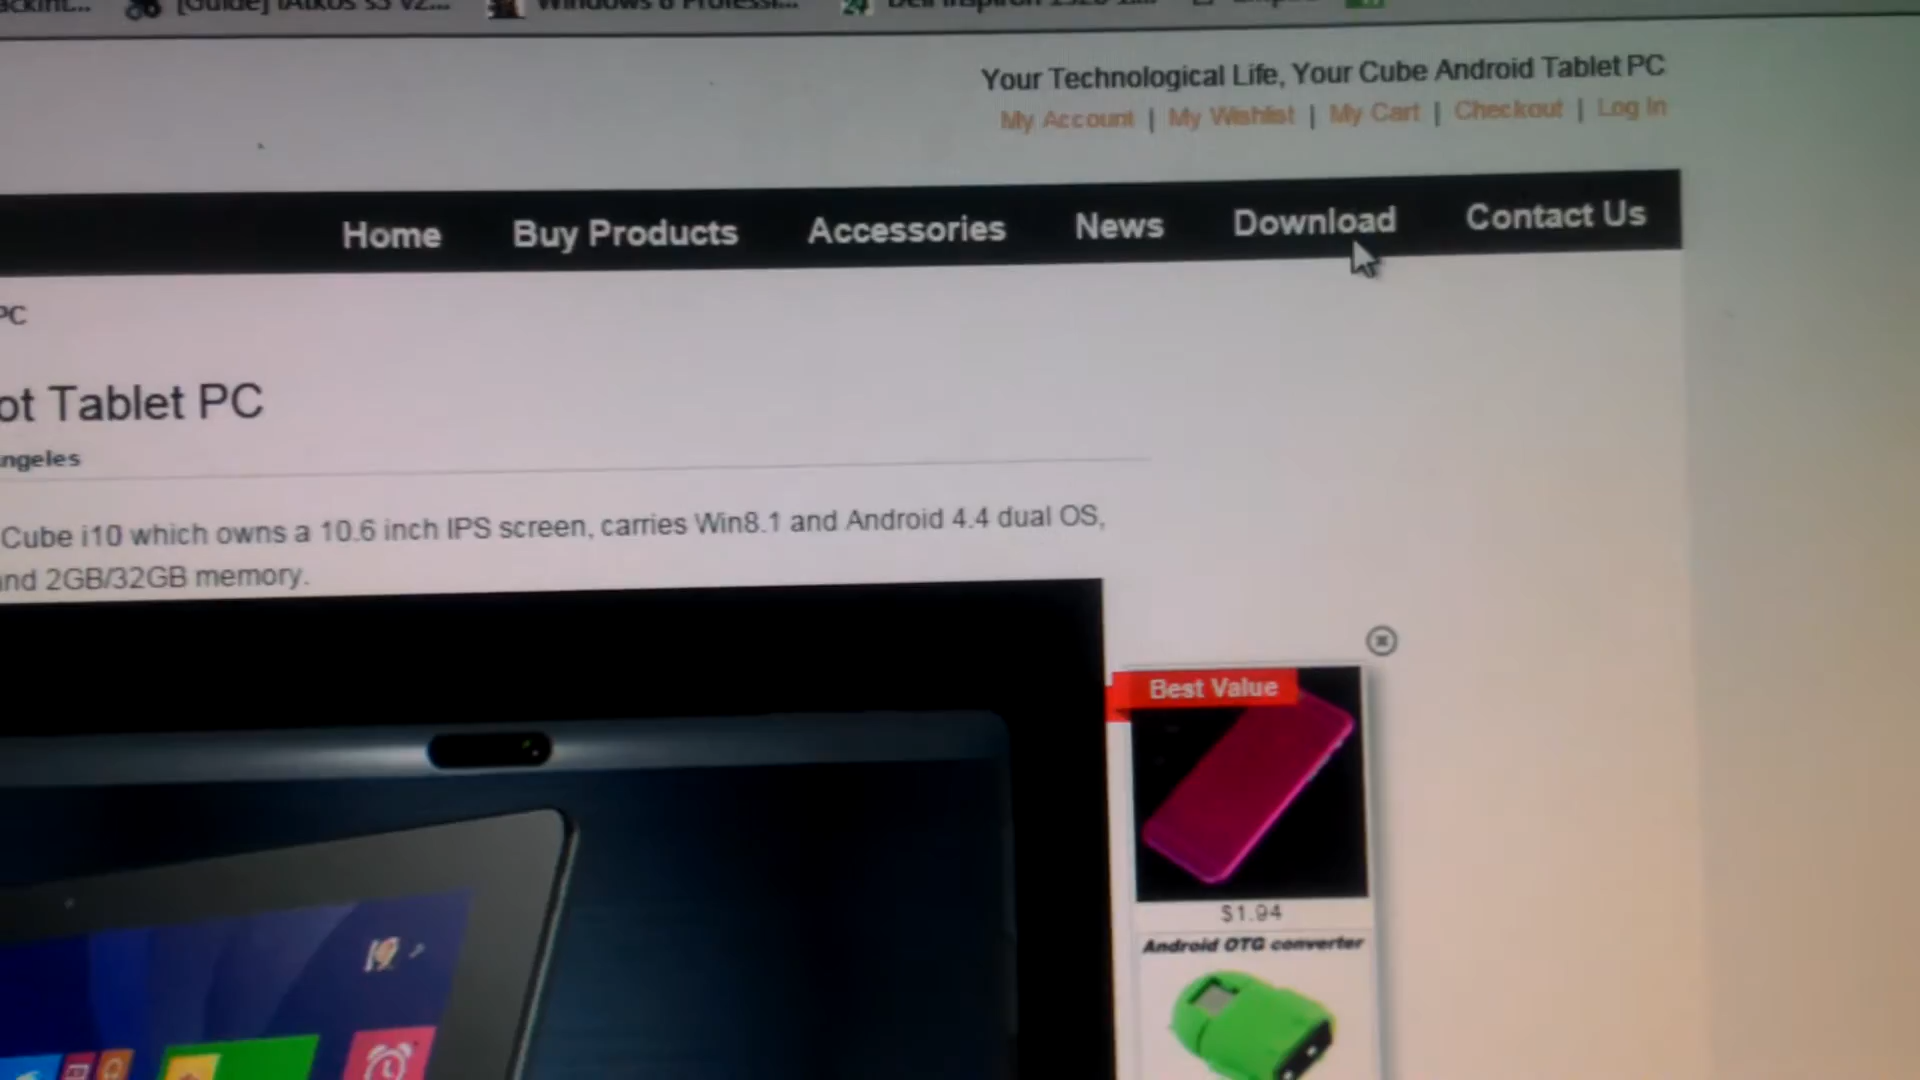 Your Technological Life, Your Cube Android Tablet PC
My Account | My Wishlist | My Cart | Checkout | Log In
Home Buy Products Accessories News Download Contact Us
PC
ot Tablet PC
ngeles
Cube i10 which owns a 10.6 inch IPS screen, carries Win8.1 and Android 4.4 dual OS,
and 2GB/32GB memory.
Best Value
$1.94
Android OTG converter